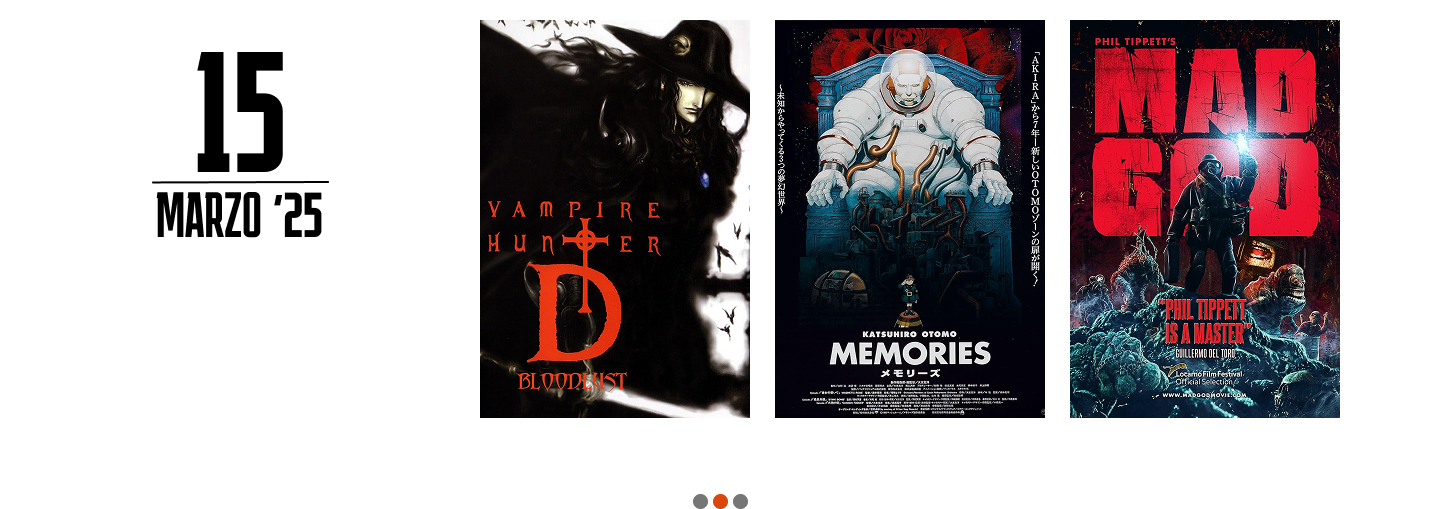 15
MARZO '25
VAMPIRE
HUNTER
D
BLOODLUST
「AKIRA」から7年―新しいOTOMOゾーンの扉が開く!
～未知からやってくる3つの夢幻世界～
KATSUHIRO OTOMO
MEMORIES
メモリーズ
PHIL TIPPETT'S
MAD
GOD
"PHIL TIPPETT
IS A MASTER"
GUILLERMO DEL TORO
Locarno Film Festival
Official Selection
WWW.MADGODMOVIE.COM